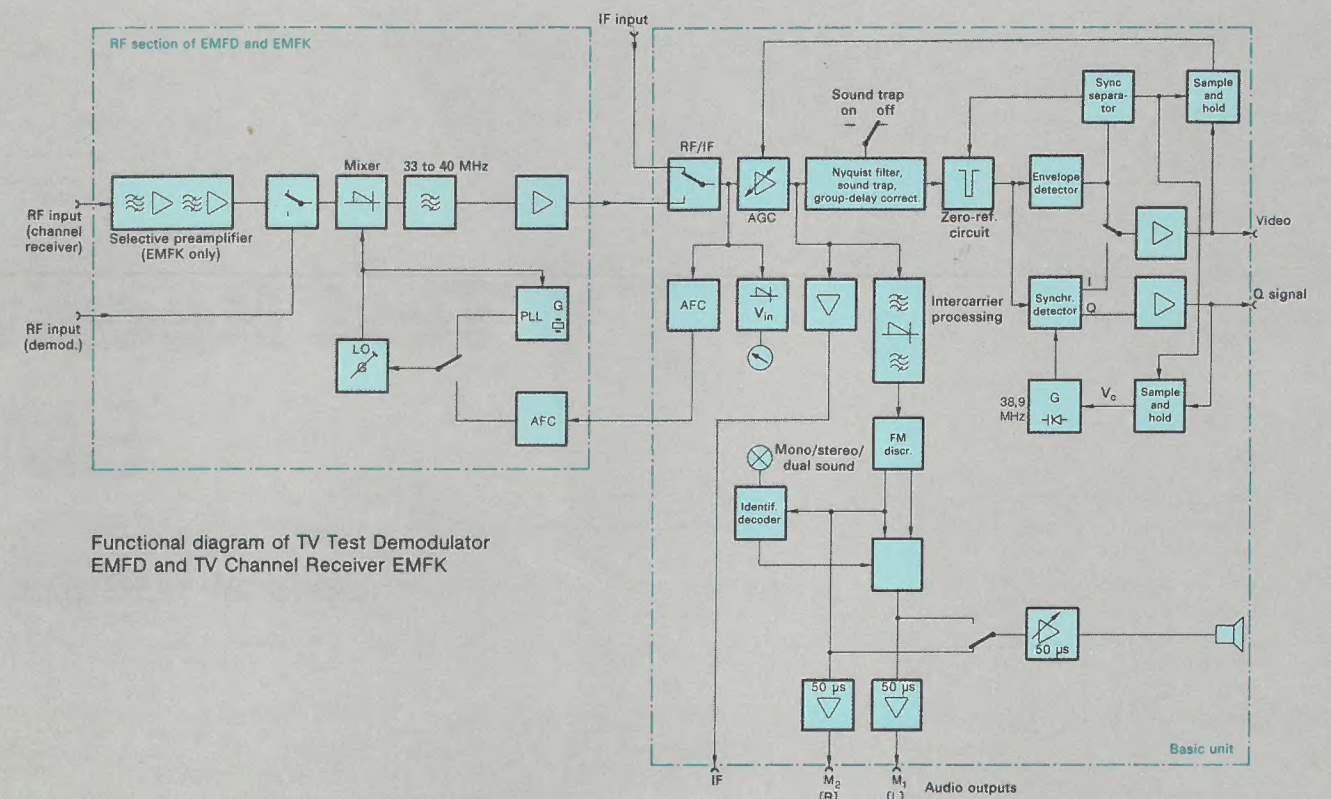 RF section of EMFD and EMFK
RF input
(channel
receiver)
Selective preamplifier
(EMFK only)
RF input
(demod.)
Mixer
33 to 40 MHz
PLL
G
LO
G
AFC
IF input
RF/IF
AGC
Sound trap
on off
Nyquist filter,
sound trap,
group-delay correct.
Zero-ref.
circuit
Sync
separa-
tor
Sample
and
hold
Envelope
detector
Video
Synchr.
detector
I
Q
Q signal
38,9
MHz
G
Vc
Sample
and
hold
AFC
Vin
Intercarrier
processing
FM
discr.
Mono/stereo/
dual sound
Identif.
decoder
50 µs
50 µs
50 µs
Basic unit
IF
M2
(R)
M1
(L)
Audio outputs
Functional diagram of TV Test Demodulator
EMFD and TV Channel Receiver EMFK